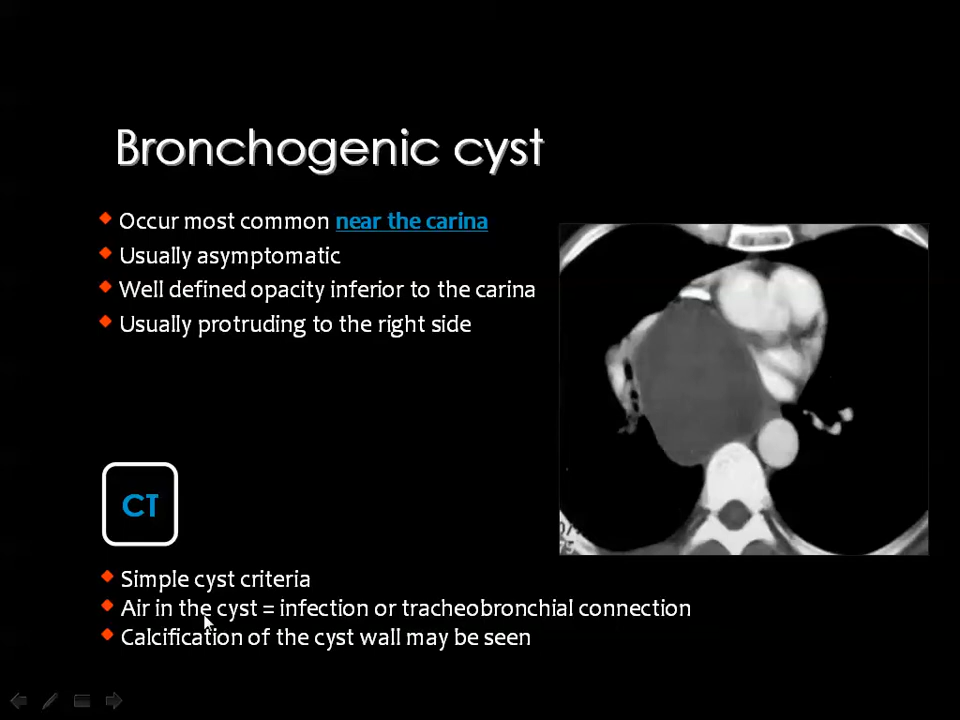 Bronchogenic cyst
Occur most common near the carina
Usually asymptomatic
Well defined opacity inferior to the carina
Usually protruding to the right side
CT
Simple cyst criteria
Air in the cyst = infection or tracheobronchial connection
Calcification of the cyst wall may be seen